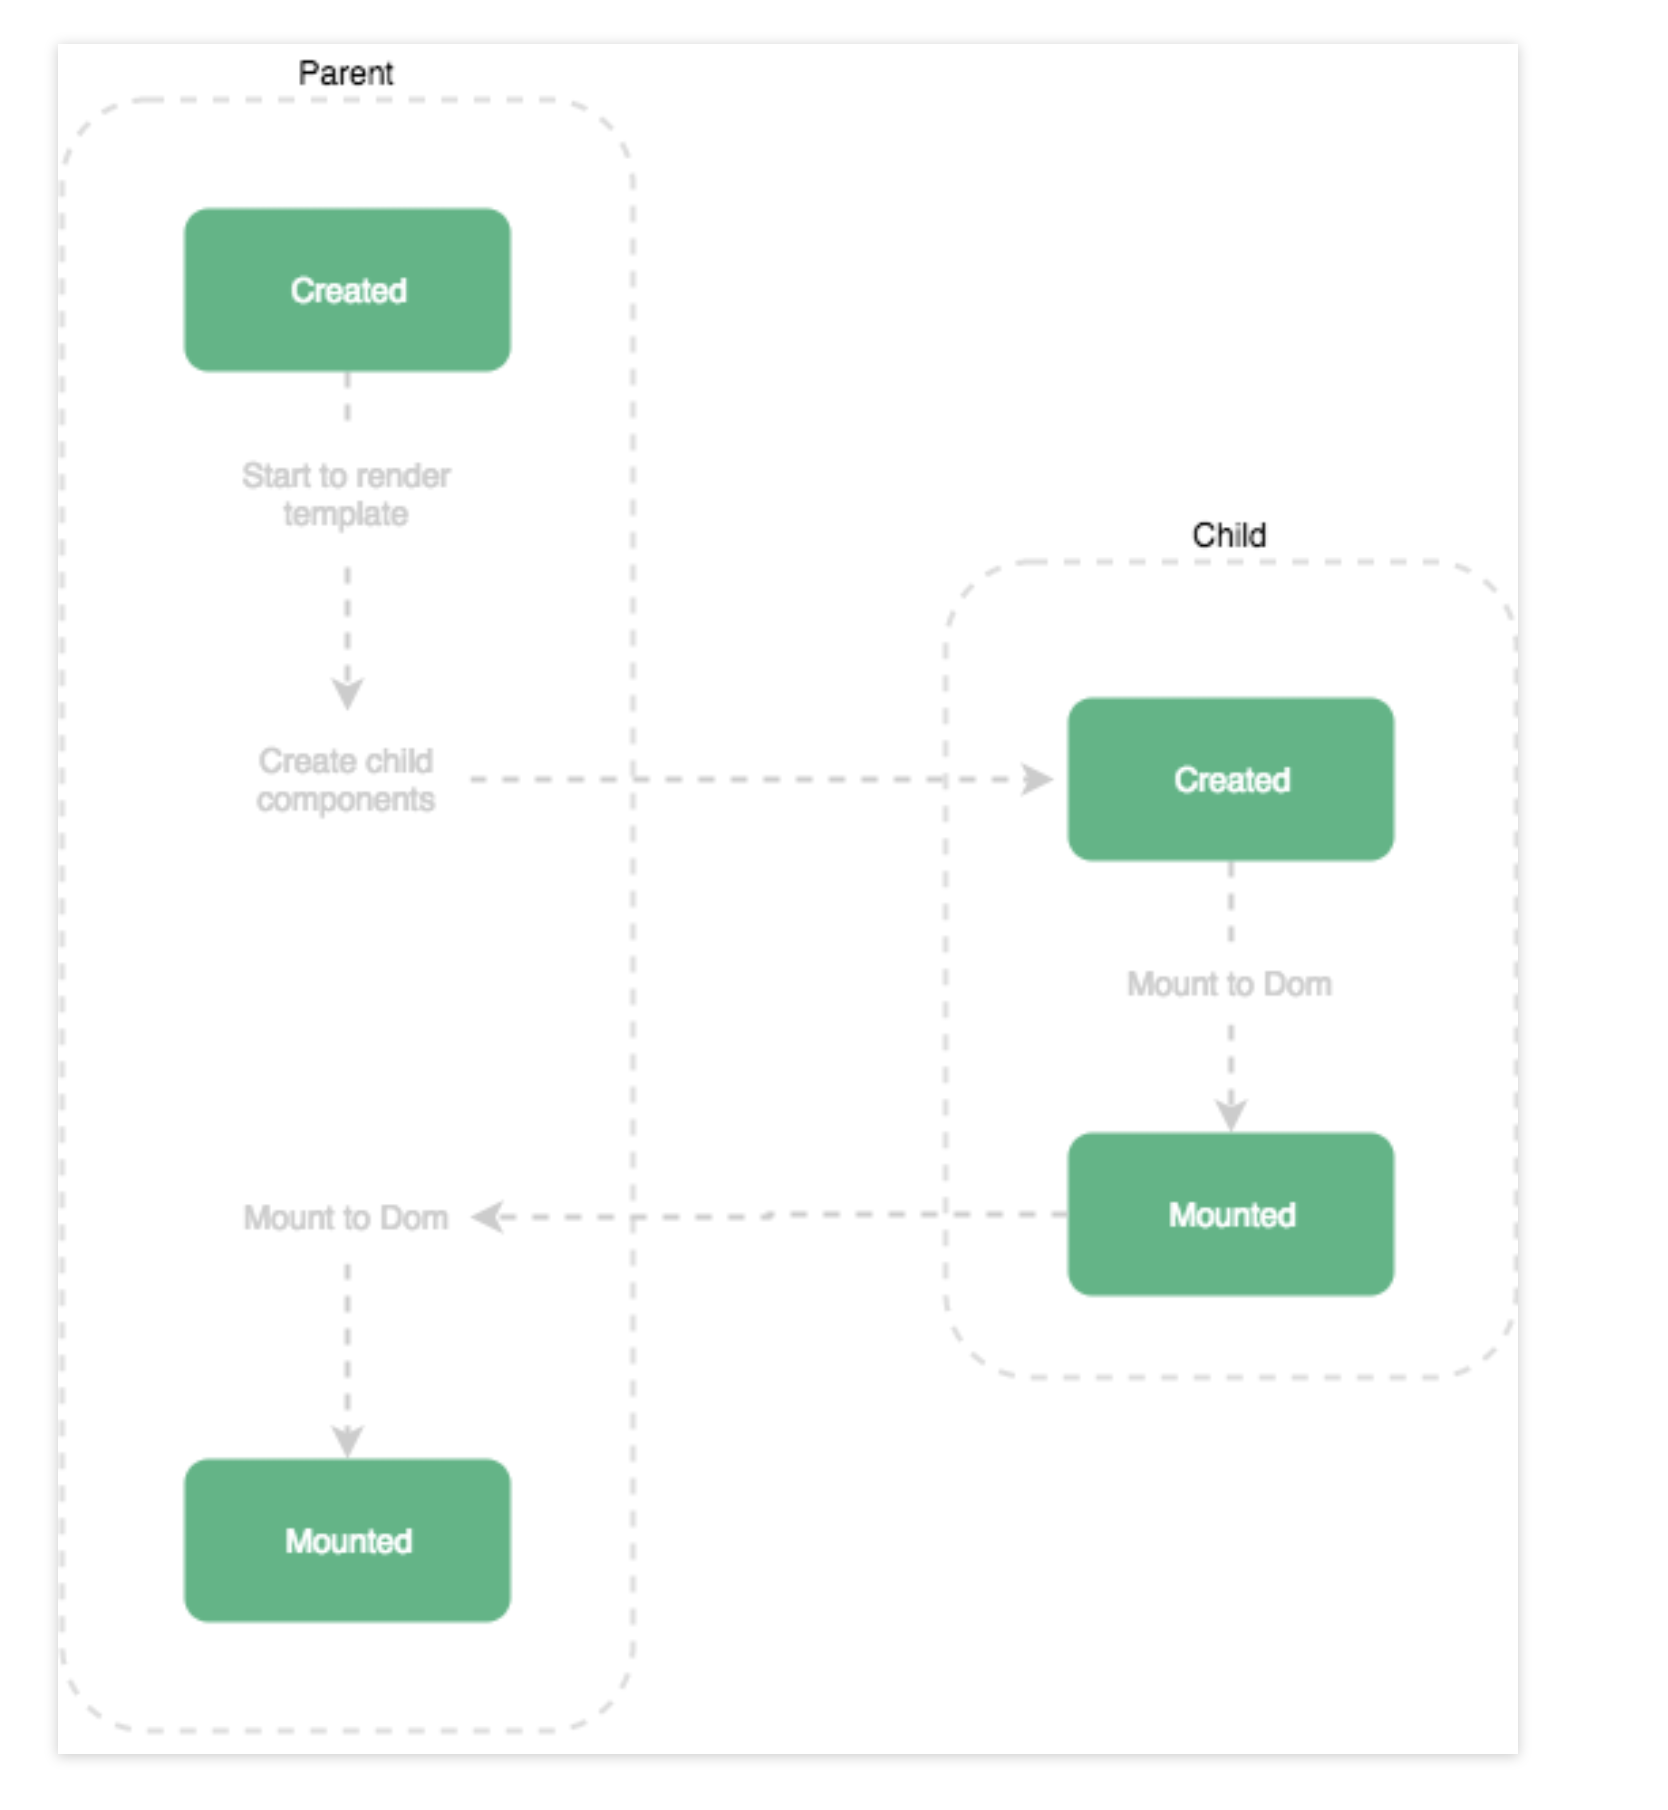 Parent
Created
Start to render
template
Create child
components
Mount to Dom
Mounted
Child
Created
Mount to Dom
Mounted